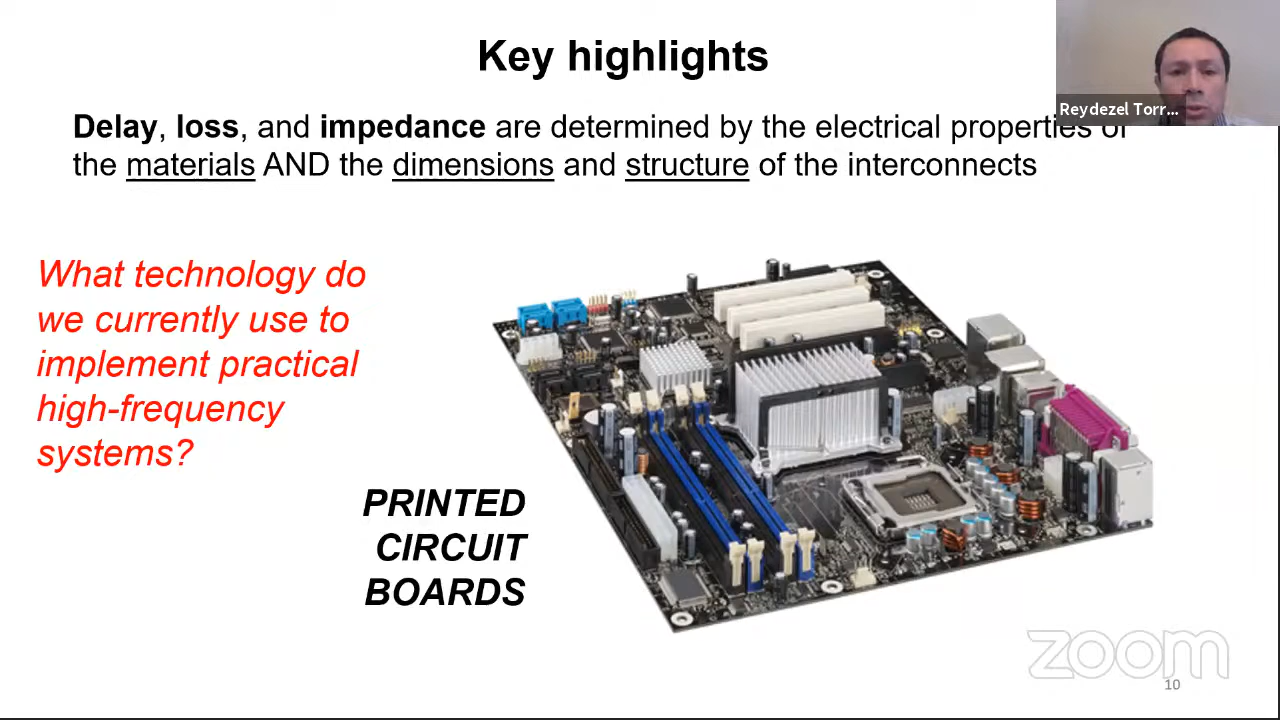 Key highlights
Reydezel Torr...
Delay, loss, and impedance are determined by the electrical properties of
the materials AND the dimensions and structure of the interconnects
What technology do
we currently use to
implement practical
high-frequency
systems?
PRINTED
CIRCUIT
BOARDS
zoom
10